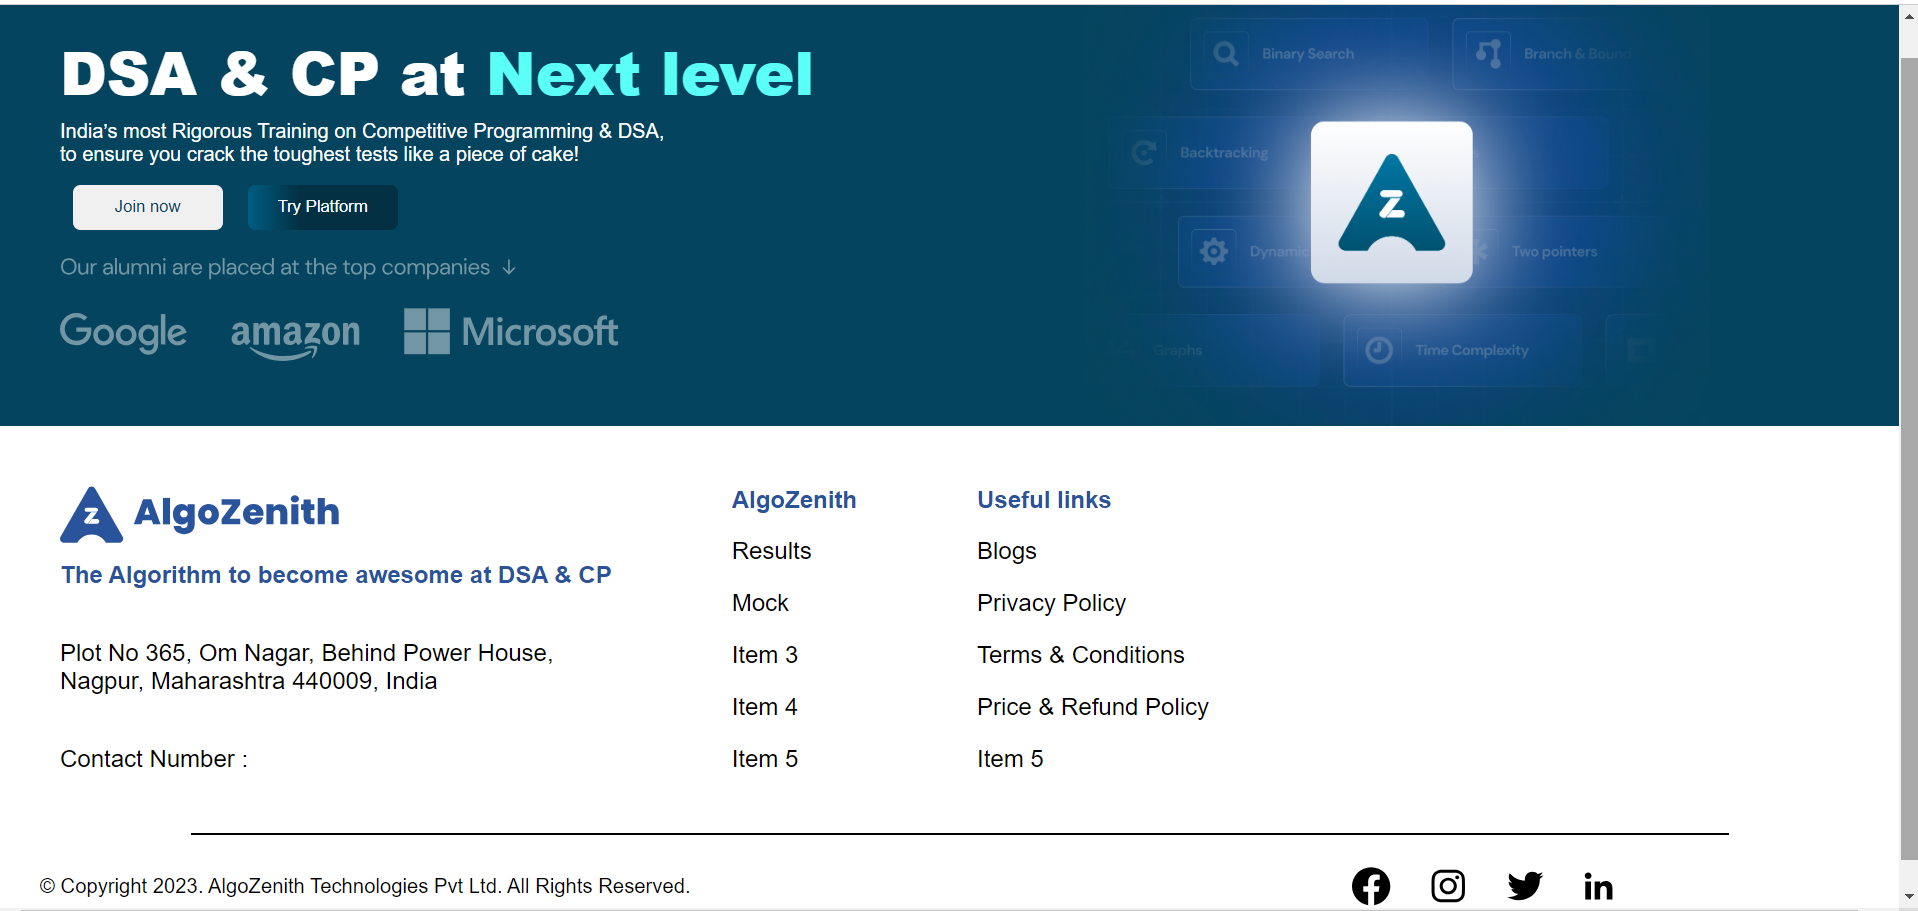 DSA & CP at Next level
India’s most Rigorous Training on Competitive Programming & DSA,
to ensure you crack the toughest tests like a piece of cake!
Join now
Try Platform
Our alumni are placed at the top companies ↓
Google
amazon
Microsoft
Binary Search
Branch & Bound
Backtracking
Z
Dynamic
Two pointers
Graphs
Time Complexity
Z
AlgoZenith
The Algorithm to become awesome at DSA & CP
Plot No 365, Om Nagar, Behind Power House,
Nagpur, Maharashtra 440009, India
Contact Number :
AlgoZenith
Results
Mock
Item 3
Item 4
Item 5
Useful links
Blogs
Privacy Policy
Terms & Conditions
Price & Refund Policy
Item 5
© Copyright 2023. AlgoZenith Technologies Pvt Ltd. All Rights Reserved.
in